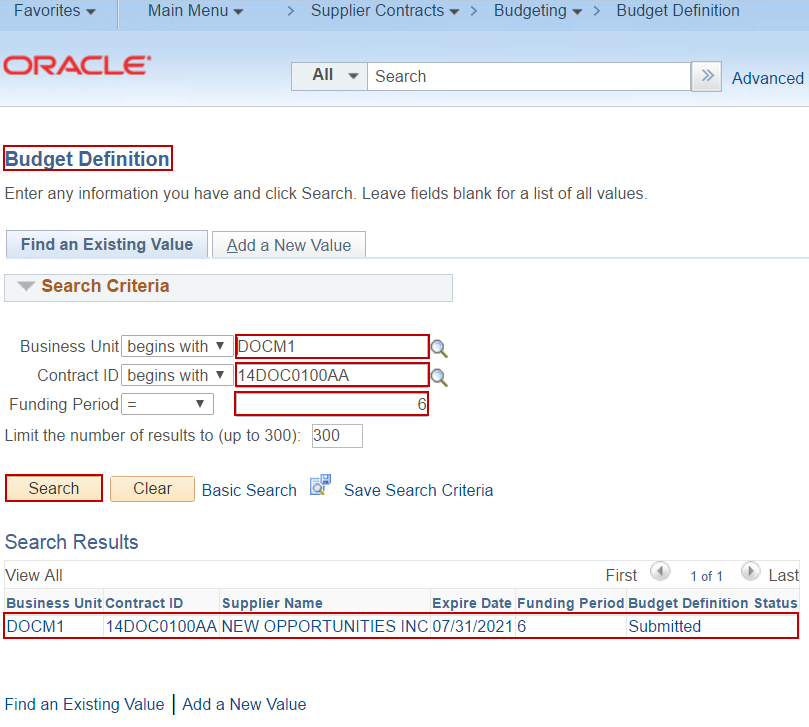 Favorites Main Menu > Supplier Contracts > Budgeting > Budget Definition
ORACLE
All Search Advanced
Budget Definition
Enter any information you have and click Search. Leave fields blank for a list of all values.
Find an Existing Value Add a New Value
Search Criteria
Business Unit begins with DOCM1
Contract ID begins with 14DOC0100AA
Funding Period = 6
Limit the number of results to (up to 300): 300
Search Clear Basic Search Save Search Criteria
Search Results
View All First 1 of 1 Last
Business Unit Contract ID Supplier Name Expire Date Funding Period Budget Definition Status
DOCM1 14DOC0100AA NEW OPPORTUNITIES INC 07/31/2021 6 Submitted
Find an Existing Value | Add a New Value